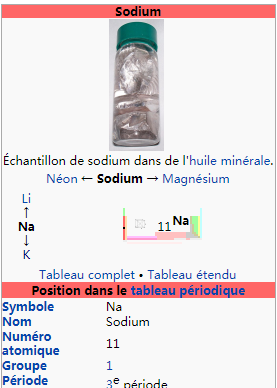 Sodium
Échantillon de sodium dans de l'huile minérale.
Néon ← Sodium → Magnésium
Li
↑
Na
↓
K
11 Na
Tableau complet • Tableau étendu
Position dans le tableau périodique
Symbole Na
Nom Sodium
Numéro
atomique 11
Groupe 1
Période 3e période